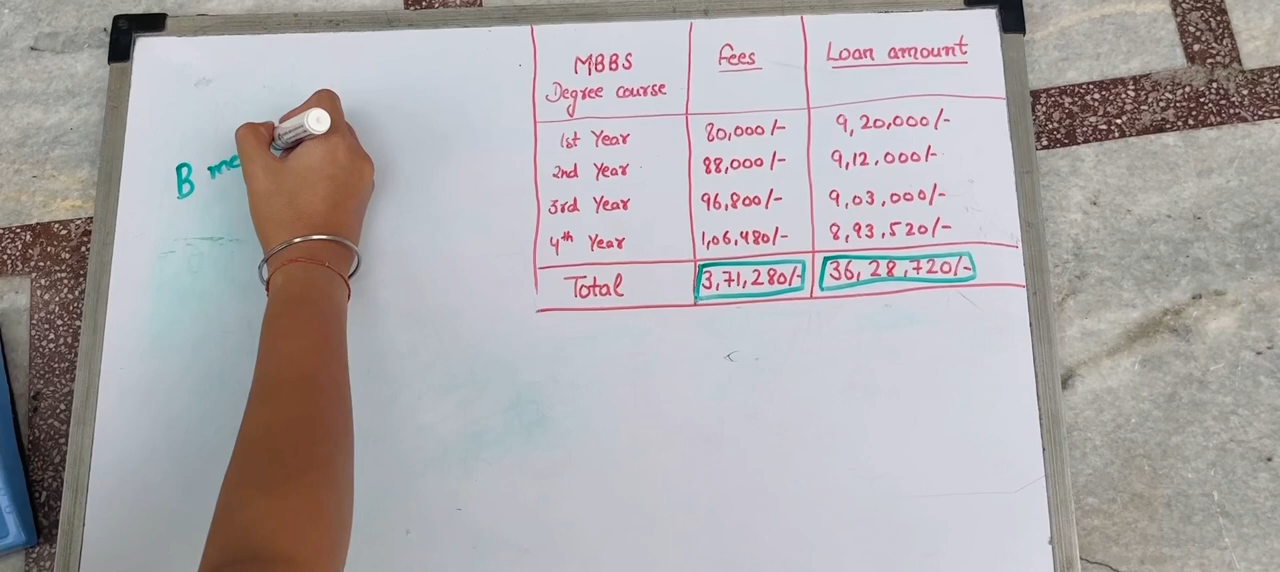 B me
MBBS Degree course Fees Loan amount
1st Year 80,000/- 9,20,000/-
2nd Year 88,000/- 9,12,000/-
3rd Year 96,800/- 9,03,000/-
4th Year 1,06,480/- 8,93,520/-
Total 3,71,280/- 36,28,720/-